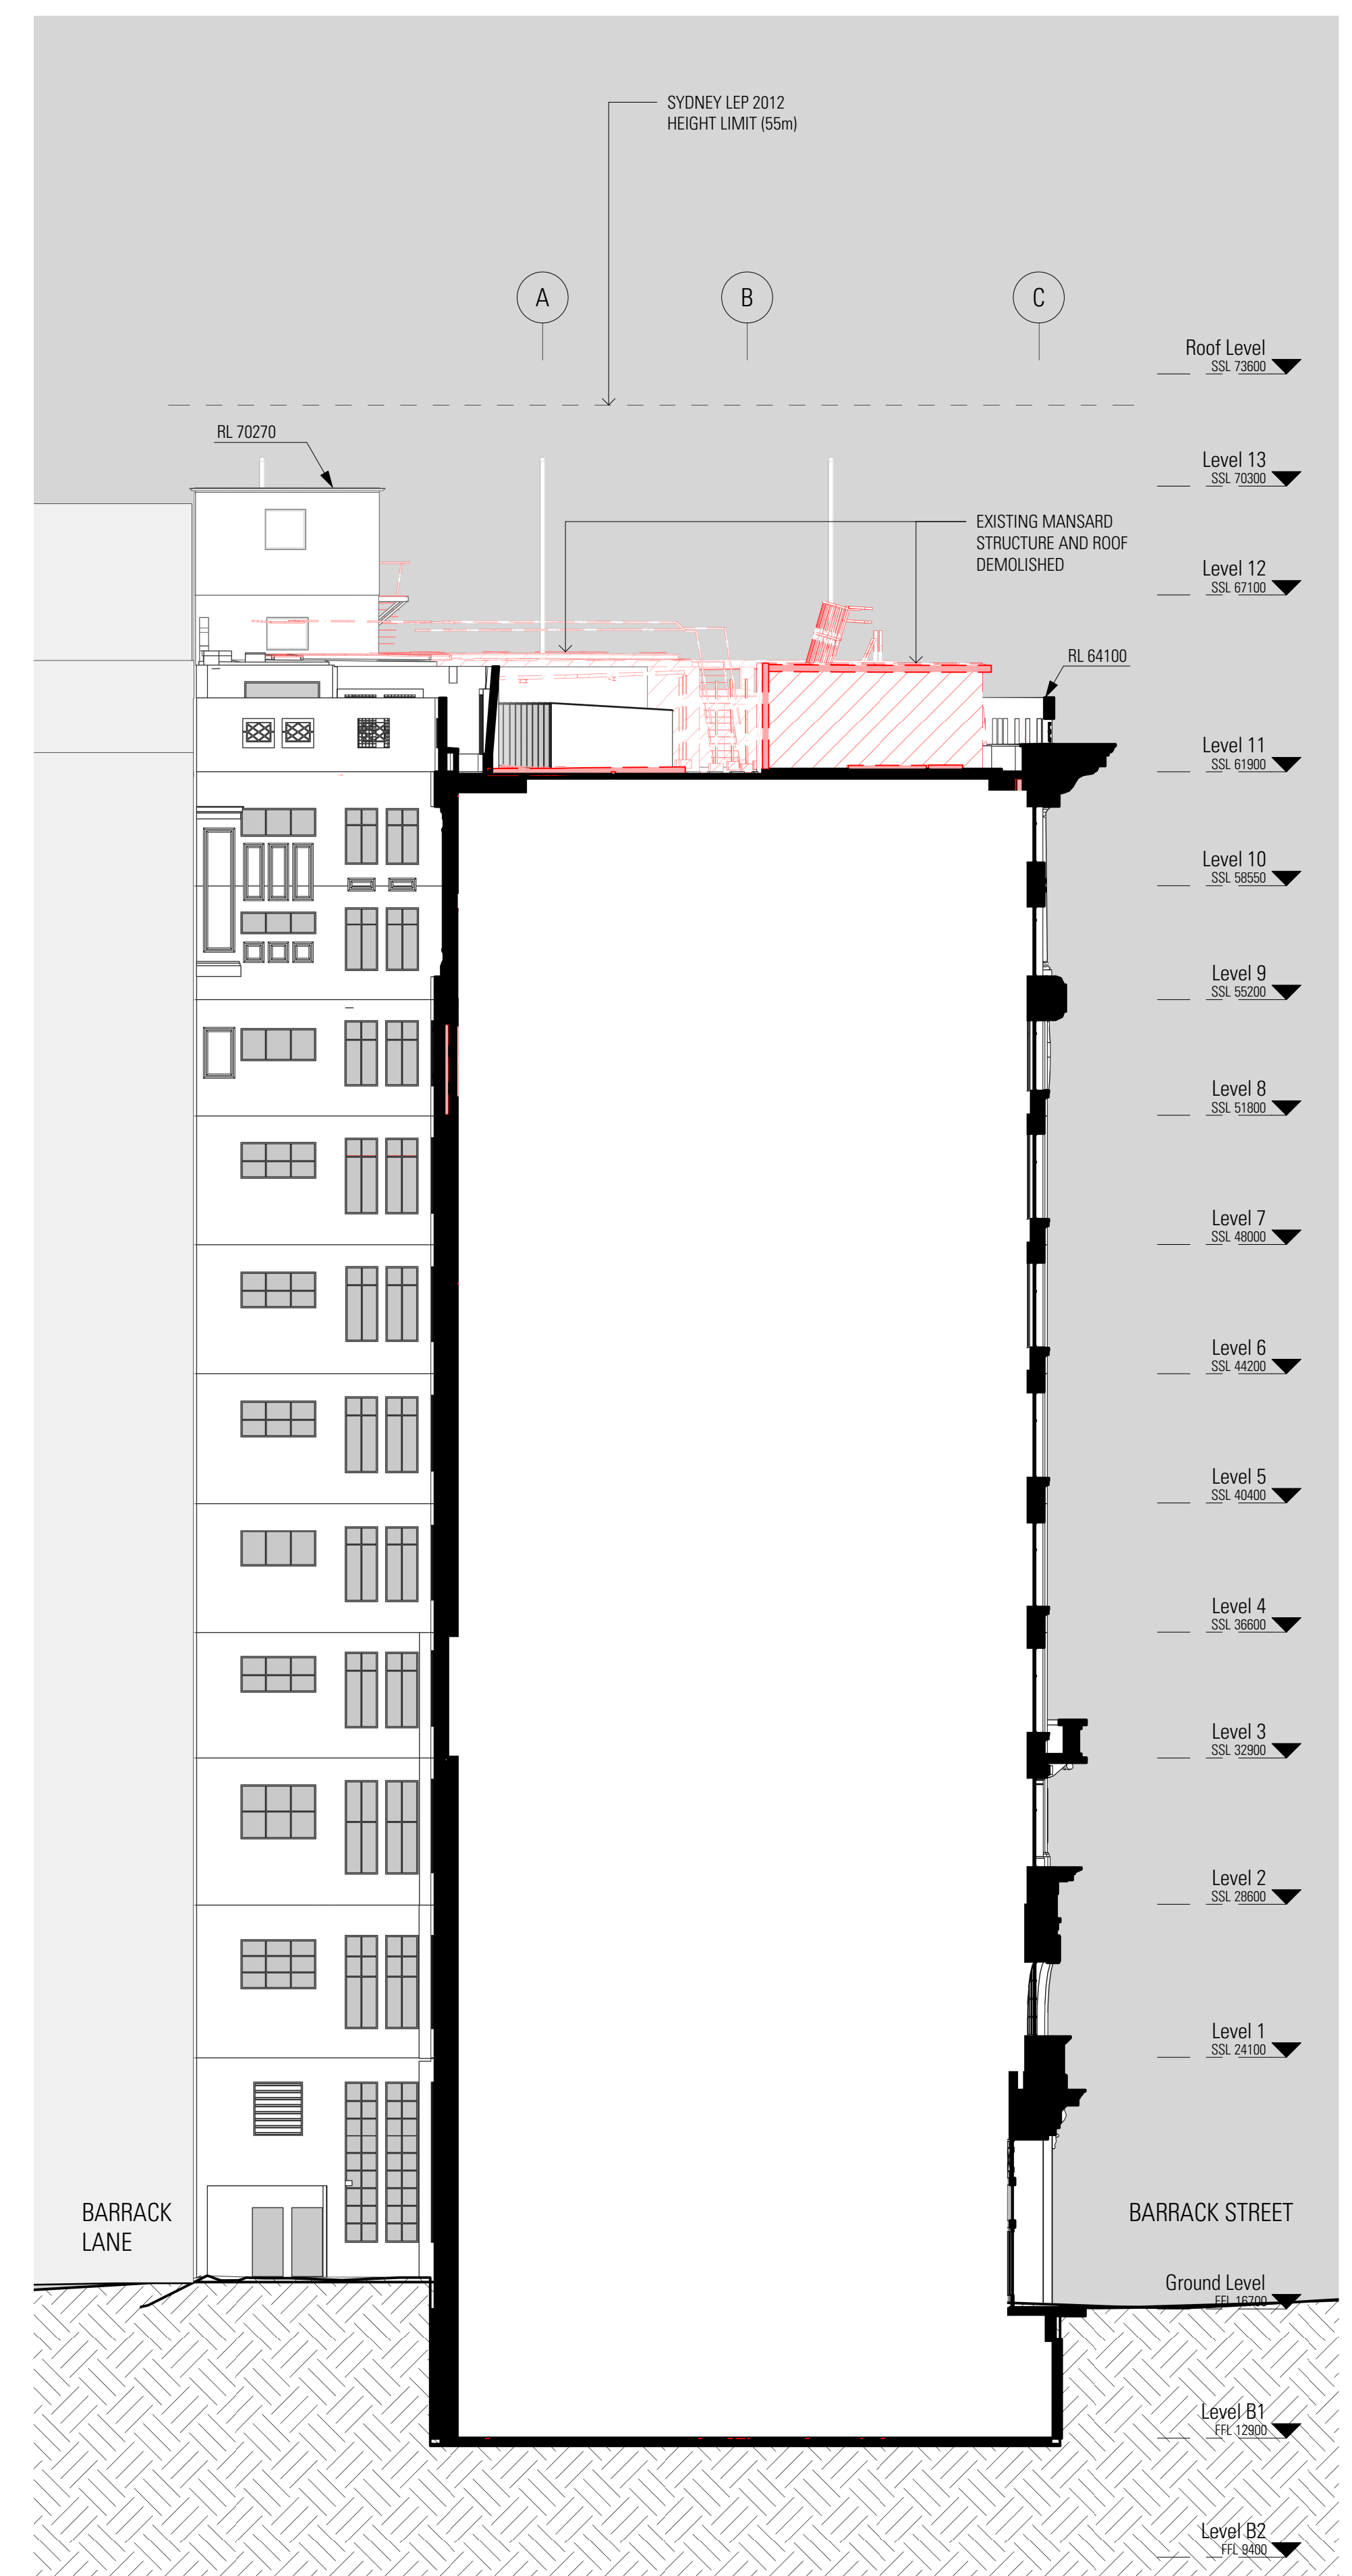 SYDNEY LEP 2012
HEIGHT LIMIT (55m)
A
B
C
Roof Level
SSL 73600
RL 70270
Level 13
SSL 70300
EXISTING MANSARD
STRUCTURE AND ROOF
DEMOLISHED
Level 12
SSL 67100
RL 64100
Level 11
SSL 61900
Level 10
SSL 58550
Level 9
SSL 55200
Level 8
SSL 51800
Level 7
SSL 48000
Level 6
SSL 44200
Level 5
SSL 40400
Level 4
SSL 36600
Level 3
SSL 32900
Level 2
SSL 28600
Level 1
SSL 24100
BARRACK
LANE
BARRACK STREET
Ground Level
FFL 16700
Level B1
FFL 12900
Level B2
FFL 9400